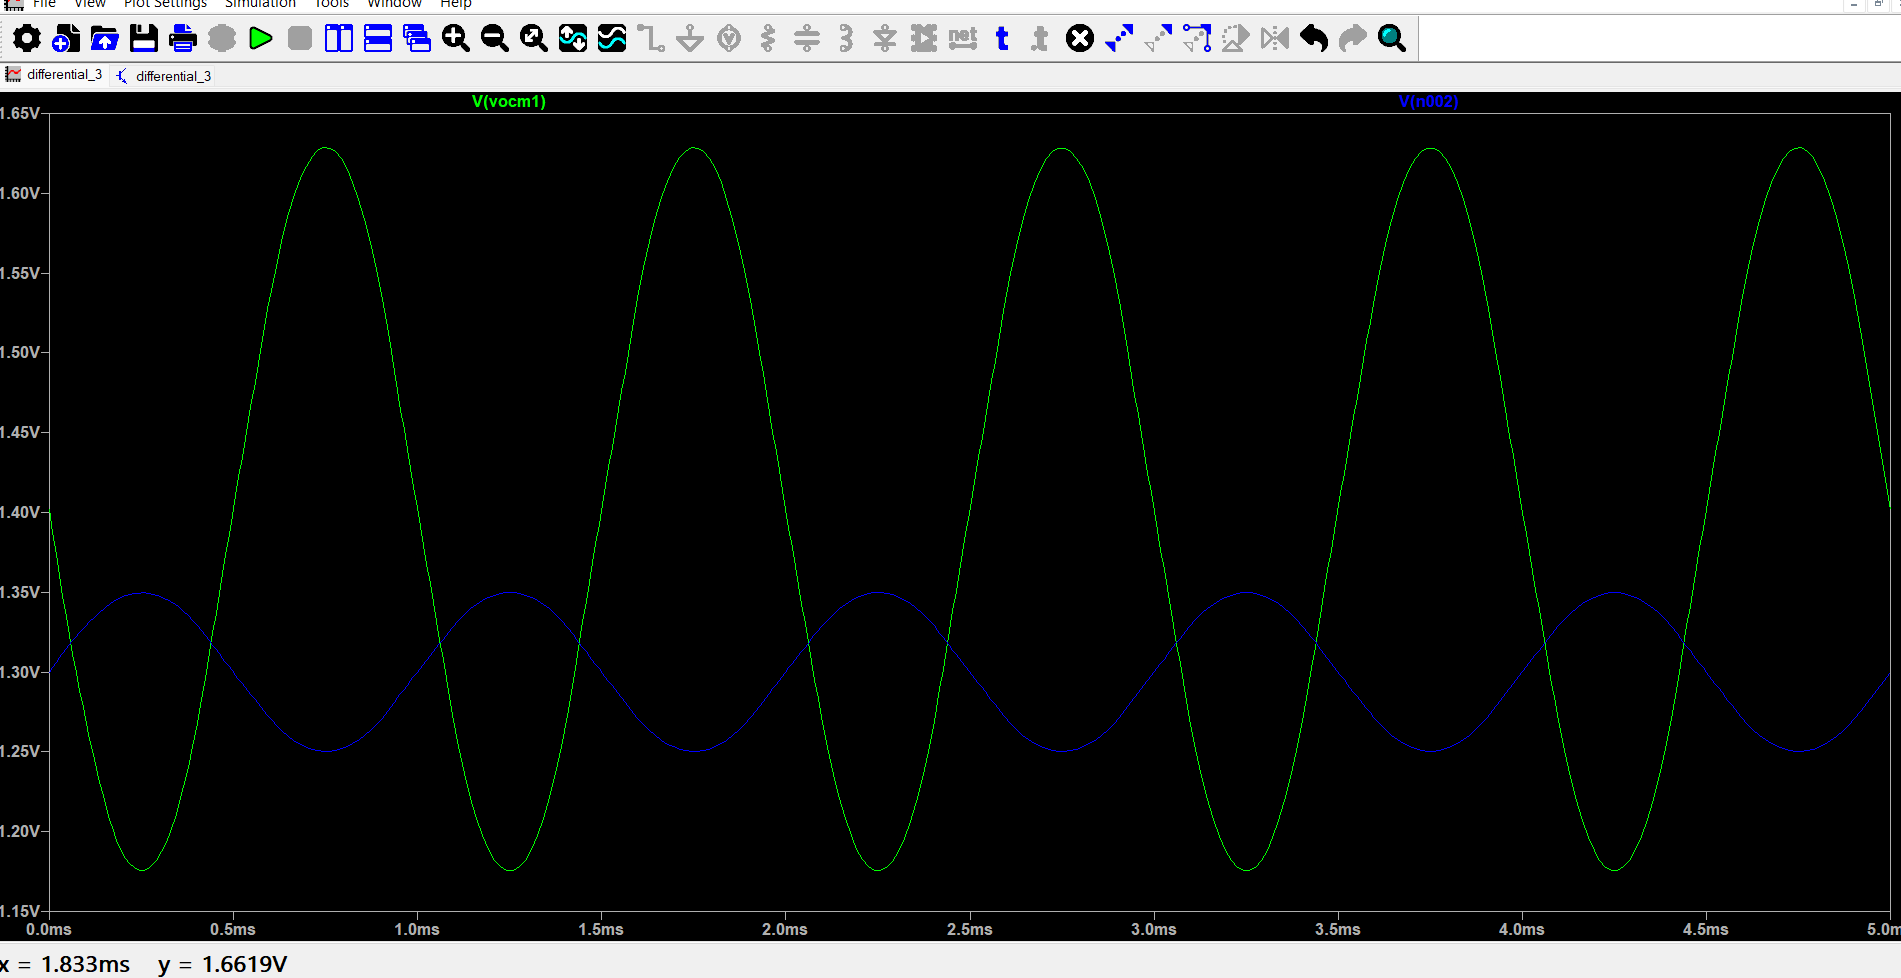 File View Plot Settings Simulation Tools Window Help
net
t
t
differential_3 differential_3
V(vocm1) V(n002)
1.65V
1.60V
1.55V
1.50V
1.45V
1.40V
1.35V
1.30V
1.25V
1.20V
1.15V
0.0ms 0.5ms 1.0ms 1.5ms 2.0ms 2.5ms 3.0ms 3.5ms 4.0ms 4.5ms 5.0m
x = 1.833ms y = 1.6619V